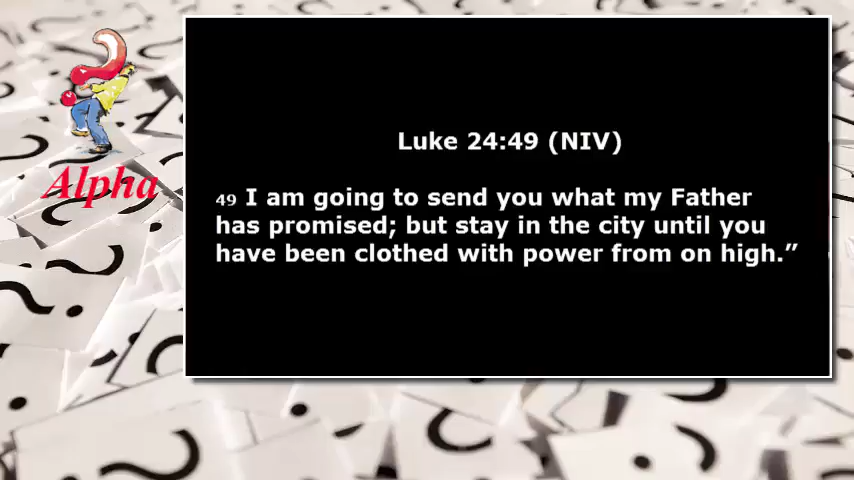 Alpha
Luke 24:49 (NIV)
49 I am going to send you what my Father
has promised; but stay in the city until you
have been clothed with power from on high.”